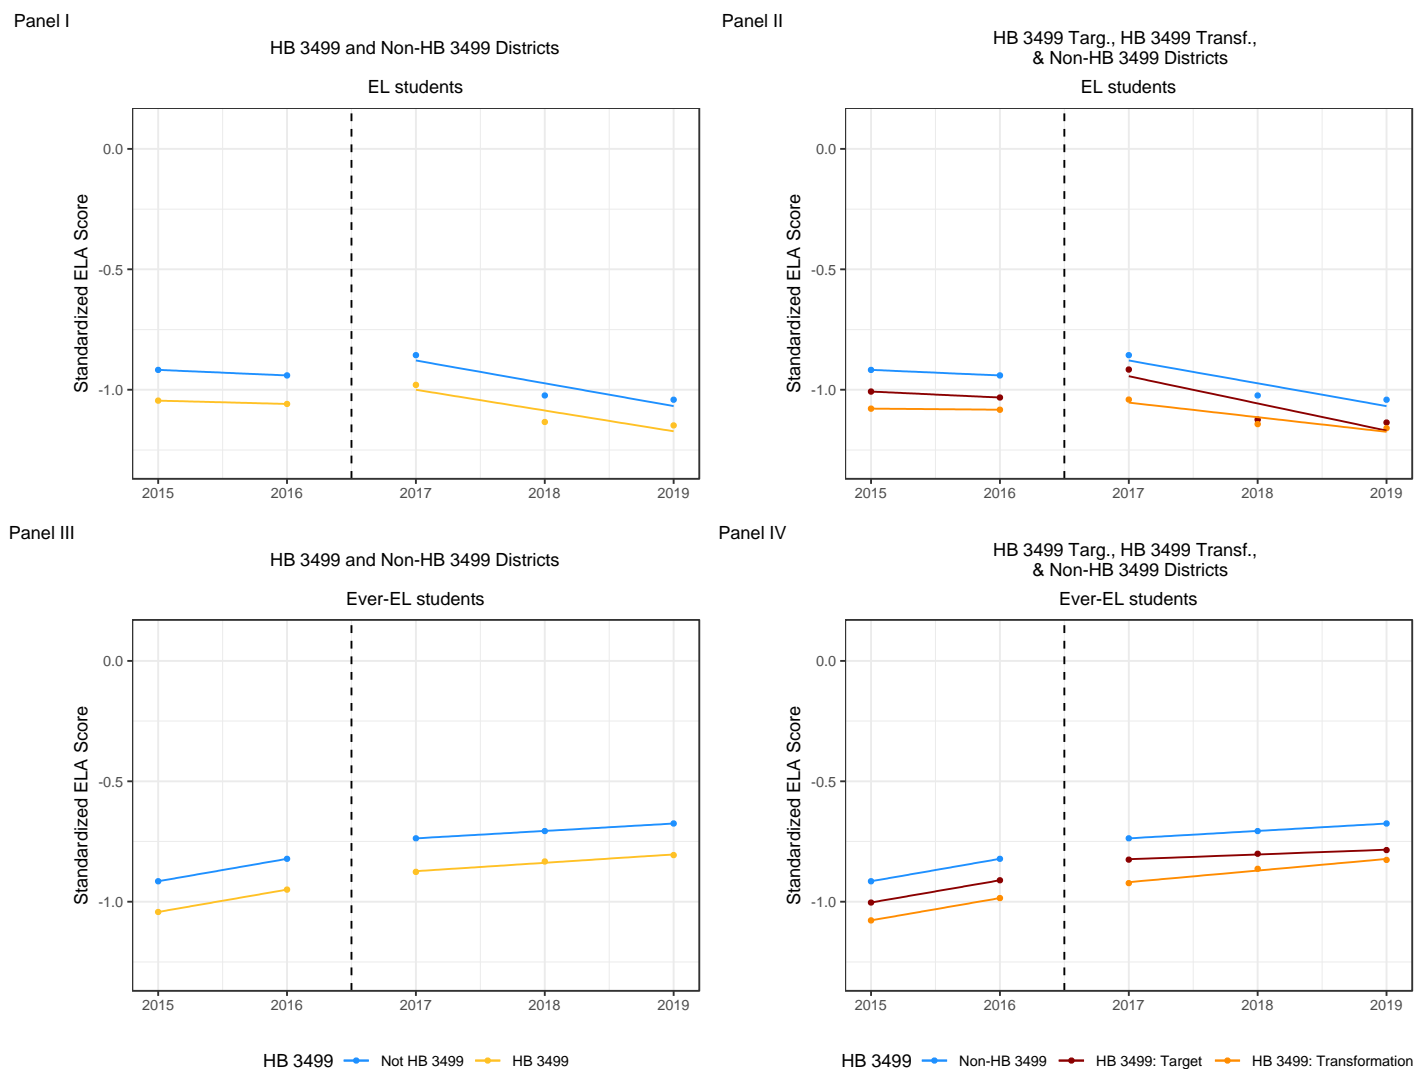 Panel I
HB 3499 and Non-HB 3499 Districts
EL students
Standardized ELA Score
0.0
-0.5
-1.0
2015 2016 2017 2018 2019
Panel II
HB 3499 Targ., HB 3499 Transf.,
& Non-HB 3499 Districts
EL students
Standardized ELA Score
0.0
-0.5
-1.0
2015 2016 2017 2018 2019
Panel III
HB 3499 and Non-HB 3499 Districts
Ever-EL students
Standardized ELA Score
0.0
-0.5
-1.0
2015 2016 2017 2018 2019
HB 3499 Not HB 3499 HB 3499
Panel IV
HB 3499 Targ., HB 3499 Transf.,
& Non-HB 3499 Districts
Ever-EL students
Standardized ELA Score
0.0
-0.5
-1.0
2015 2016 2017 2018 2019
HB 3499 Non-HB 3499 HB 3499: Target HB 3499: Transformation